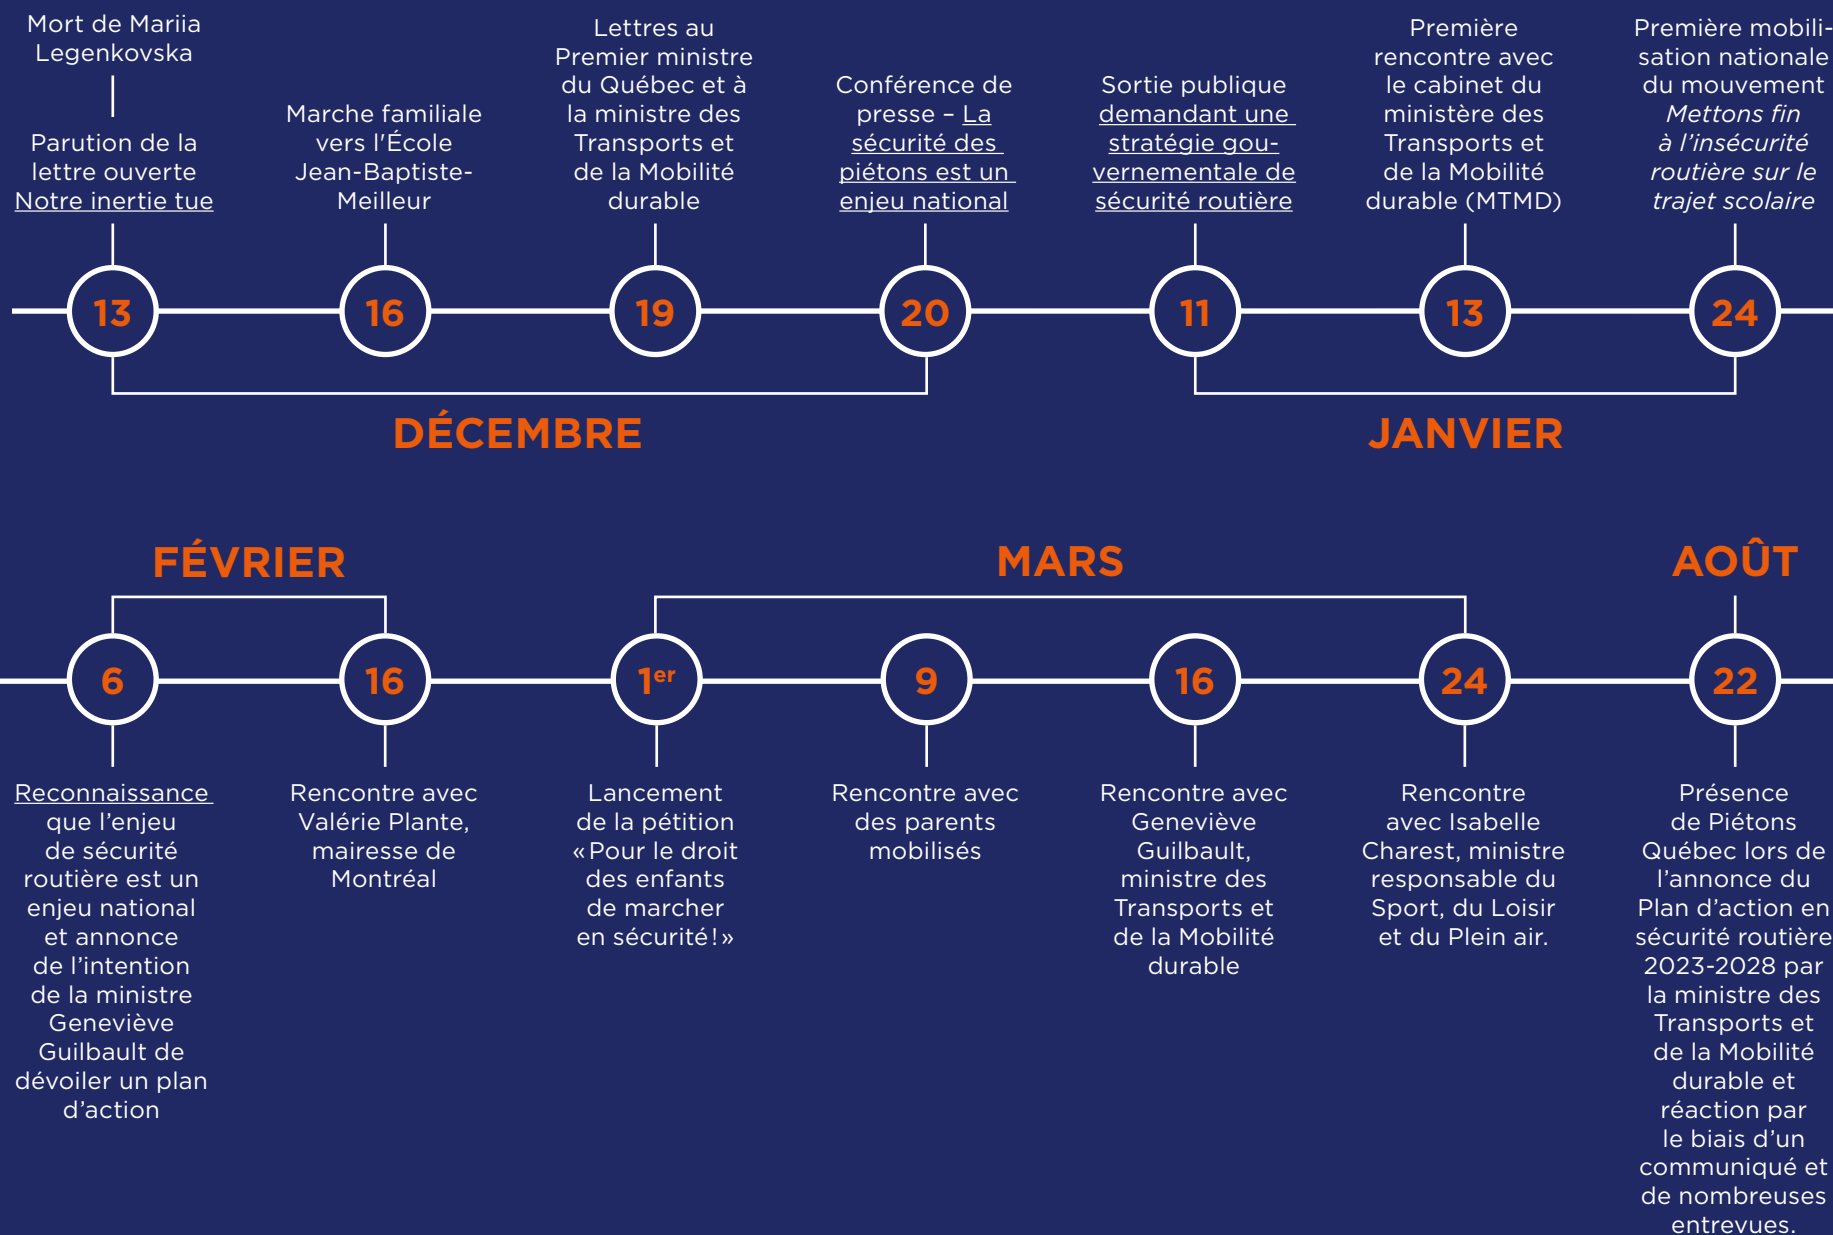 Mort de Mariia
Legenkovska
Parution de la
lettre ouverte
Notre inertie tue
13
Marche familiale
vers l'École
Jean-Baptiste-
Meilleur
16
Lettres au
Premier ministre
du Québec et à
la ministre des
Transports et
de la Mobilité
durable
19
Conférence de
presse – La
sécurité des
piétons est un
enjeu national
20
DÉCEMBRE
Sortie publique
demandant une
stratégie gou-
vernementale de
sécurité routière
11
Première
rencontre avec
le cabinet du
ministère des
Transports et
de la Mobilité
durable (MTMD)
13
Première mobili-
sation nationale
du mouvement
Mettons fin
à l’insécurité
routière sur le
trajet scolaire
24
JANVIER
FÉVRIER
6
Reconnaissance
que l’enjeu
de sécurité
routière est un
enjeu national
et annonce
de l’intention
de la ministre
Geneviève
Guilbault de
dévoiler un plan
d’action
16
Rencontre avec
Valérie Plante,
mairesse de
Montréal
MARS
1er
Lancement
de la pétition
« Pour le droit
des enfants
de marcher
en sécurité ! »
9
Rencontre avec
des parents
mobilisés
16
Rencontre avec
Geneviève
Guilbault,
ministre des
Transports et
de la Mobilité
durable
24
Rencontre
avec Isabelle
Charest, ministre
responsable du
Sport, du Loisir
et du Plein air.
AOÛT
22
Présence
de Piétons
Québec lors de
l’annonce du
Plan d’action en
sécurité routière
2023-2028 par
la ministre des
Transports et
de la Mobilité
durable et
réaction par
le biais d’un
communiqué et
de nombreuses
entrevues.